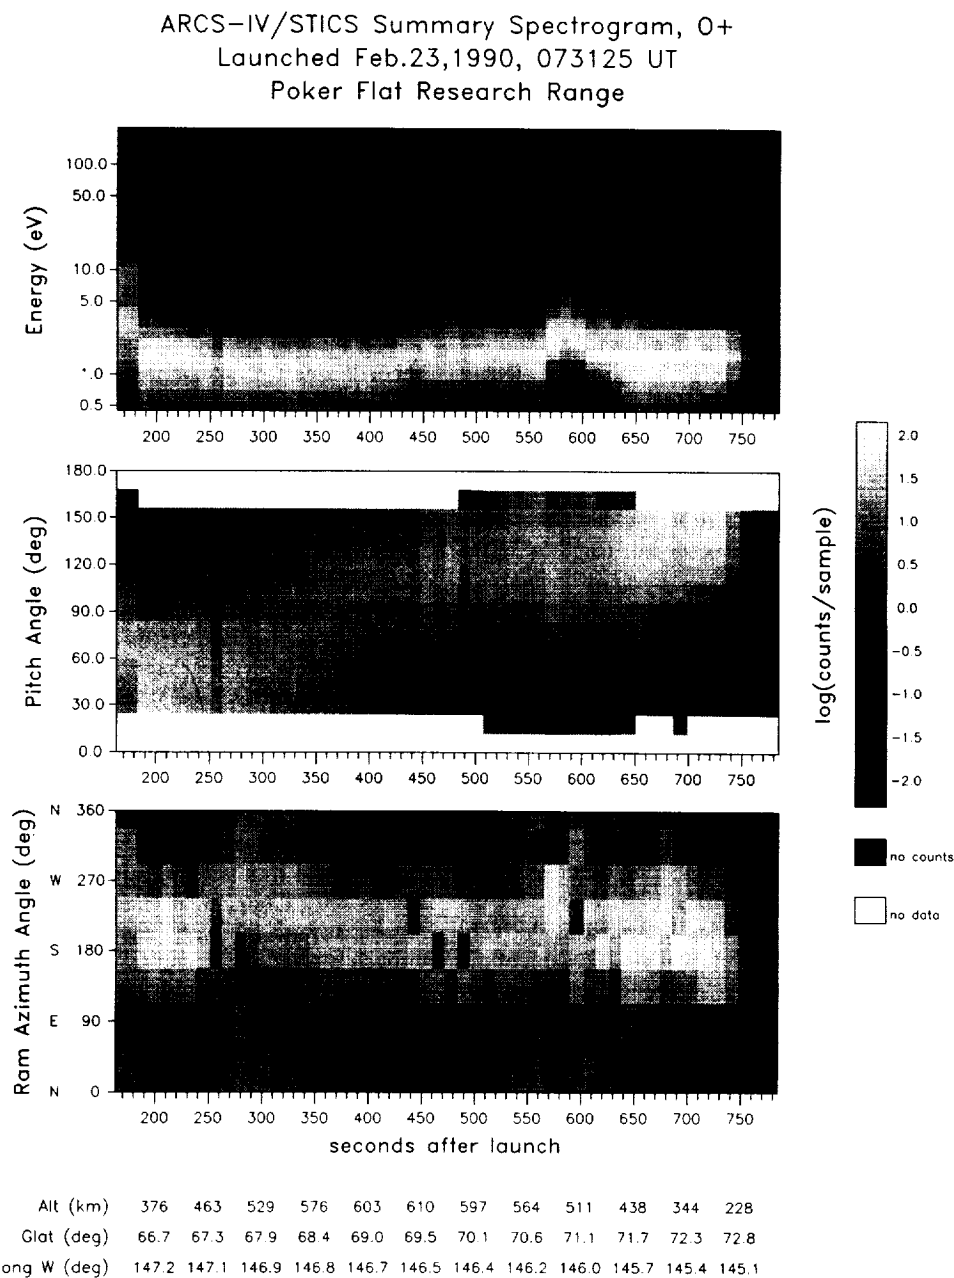 ARCS-IV/STICS Summary Spectrogram, O+
Launched Feb.23,1990, 073125 UT
Poker Flat Research Range
Energy (eV)
100.0
50.0
10.0
5.0
1.0
0.5
200 250 300 350 400 450 500 550 600 650 700 750
Pitch Angle (deg)
180.0
150.0
120.0
90.0
60.0
30.0
0.0
200 250 300 350 400 450 500 550 600 650 700 750
Ram Azimuth Angle (deg)
N 360
W 270
S 180
E 90
N 0
200 250 300 350 400 450 500 550 600 650 700 750
seconds after launch
log(counts/sample)
2.0
1.5
1.0
0.5
0.0
-0.5
-1.0
-1.5
-2.0
no counts
no data
Alt (km) 376 463 529 576 603 610 597 564 511 438 344 228
Glat (deg) 66.7 67.3 67.9 68.4 69.0 69.5 70.1 70.6 71.1 71.7 72.3 72.8
ong W (deg) 147.2 147.1 146.9 146.8 146.7 146.5 146.4 146.2 146.0 145.7 145.4 145.1